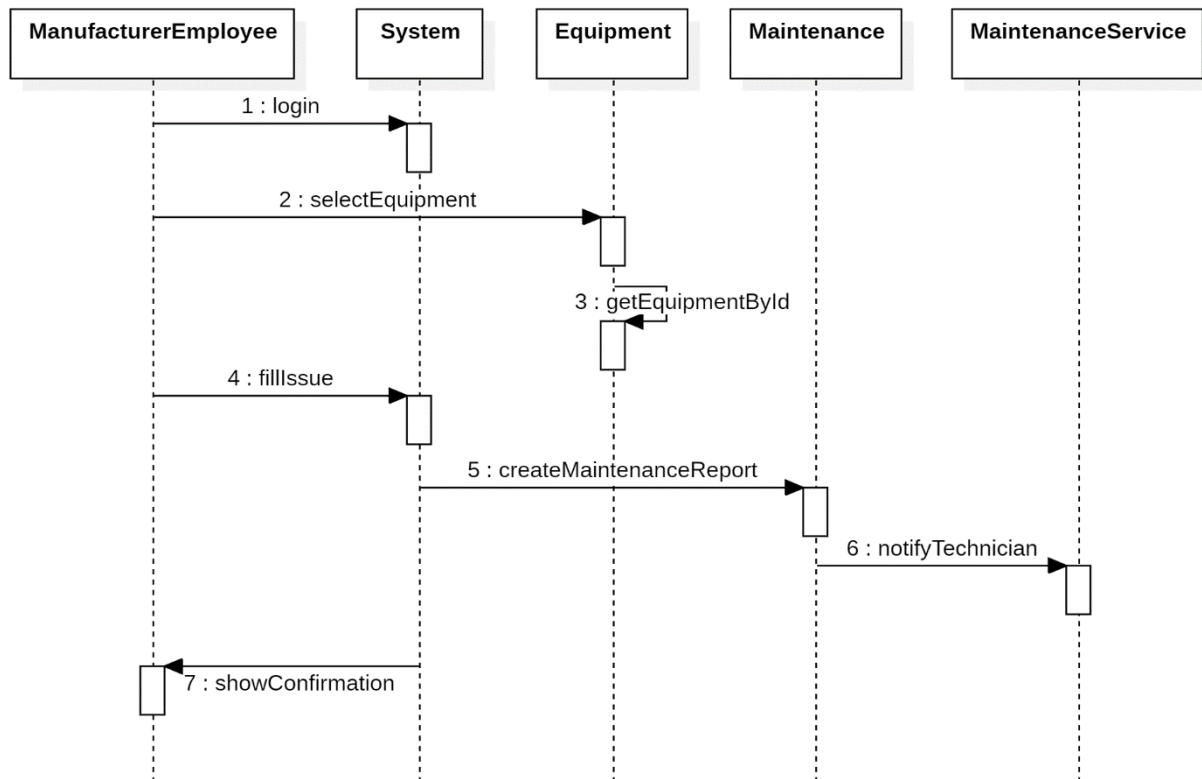 ManufacturerEmployee
System
Equipment
Maintenance
MaintenanceService
1 : login
2 : selectEquipment
3 : getEquipmentById
4 : fillIssue
5 : createMaintenanceReport
6 : notifyTechnician
7 : showConfirmation